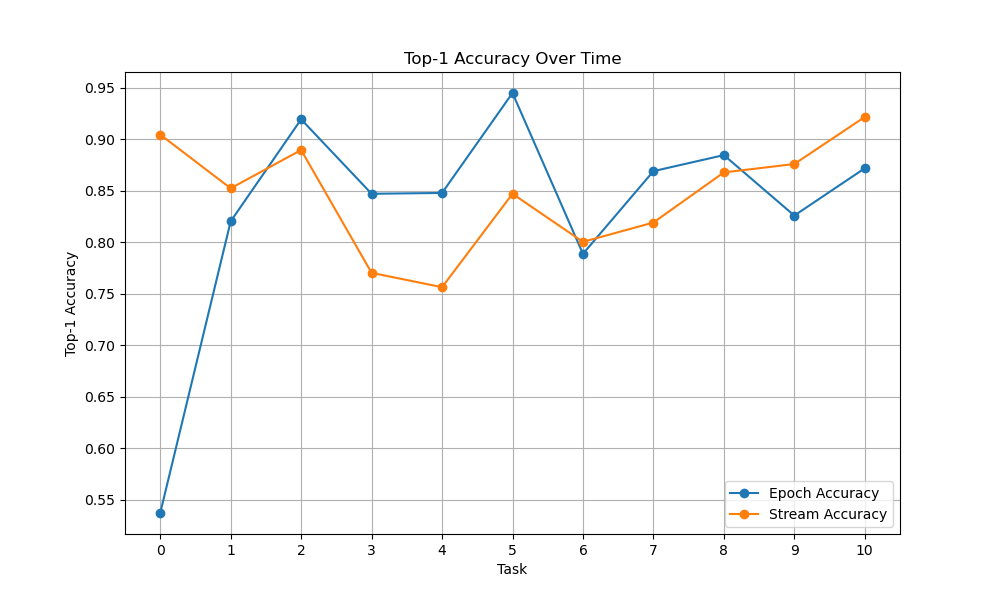 Top-1 Accuracy Over Time
Top-1 Accuracy
0.95
0.90
0.85
0.80
0.75
0.70
0.65
0.60
0.55
0 1 2 3 4 5 6 7 8 9 10
Task
Epoch Accuracy
Stream Accuracy